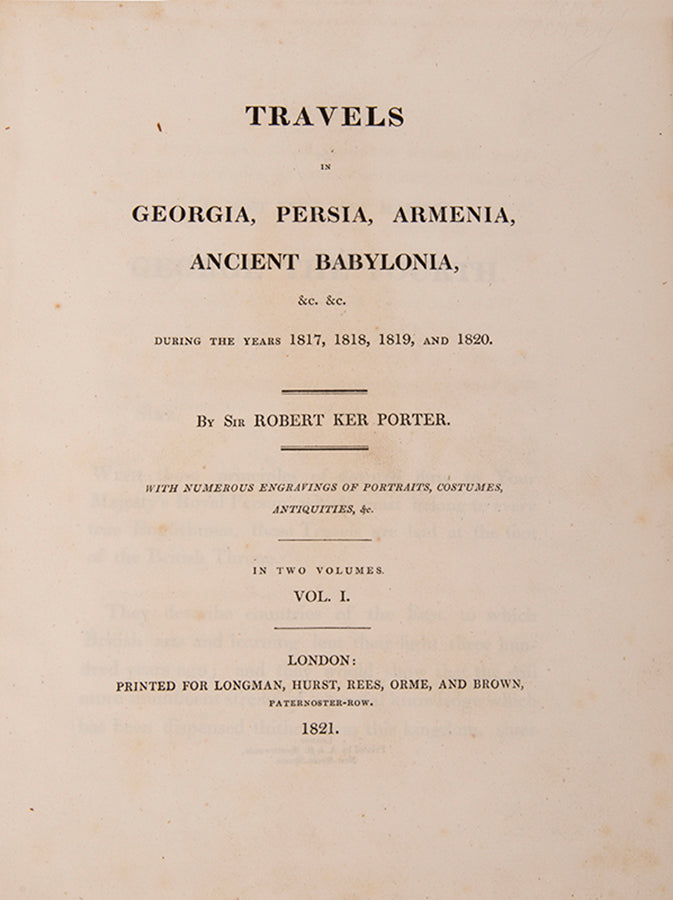 TRAVELS
IN
GEORGIA, PERSIA, ARMENIA,
ANCIENT BABYLONIA,
&c. &c.
DURING THE YEARS 1817, 1818, 1819, AND 1820.
BY SIR ROBERT KER PORTER.
WITH NUMEROUS ENGRAVINGS OF PORTRAITS, COSTUMES,
ANTIQUITIES, &c.
IN TWO VOLUMES.
VOL. I.
LONDON:
PRINTED FOR LONGMAN, HURST, REES, ORME, AND BROWN,
PATERNOSTER-ROW.
1821.